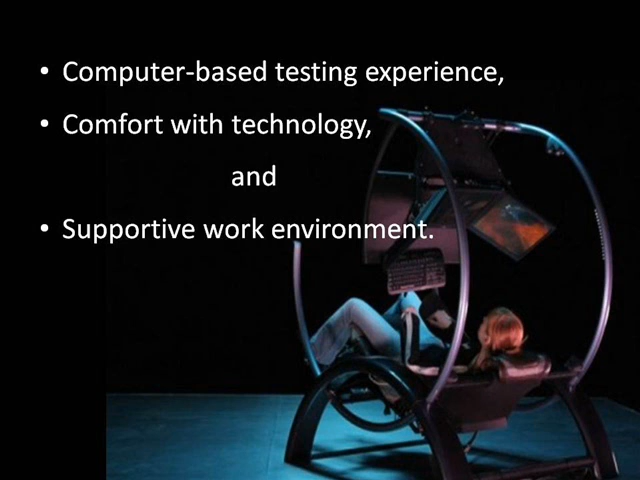 • Computer-based testing experience,
• Comfort with technology,
and
• Supportive work environment.